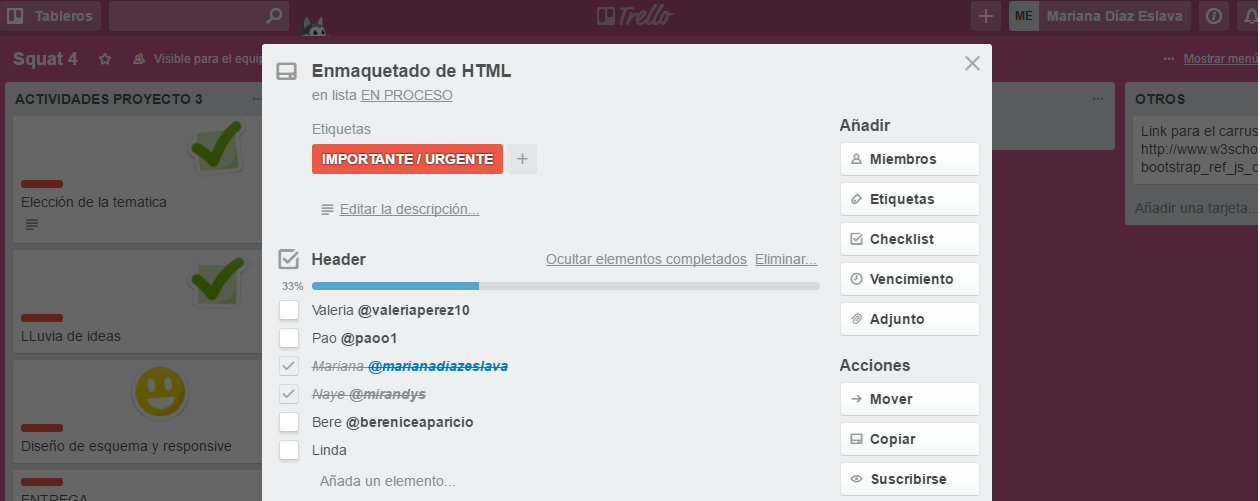 Tableros
Trello
ME Mariana Díaz Eslava
Squat 4
Visible para el equip
Mostrar menú
ACTIVIDADES PROYECTO 3
Elección de la tematica
LLuvia de ideas
Diseño de esquema y responsive
ENTREGA
Enmaquetado de HTML
en lista EN PROCESO
Etiquetas
IMPORTANTE / URGENTE
Editar la descripción...
Header
Ocultar elementos completados Eliminar...
33%
Valeria @valeriaperez10
Pao @paoo1
Mariana @marianadiazeslava
Naye @mirandys
Bere @bereniceaparicio
Linda
Añada un elemento...
Añadir
Miembros
Etiquetas
Checklist
Vencimiento
Adjunto
Acciones
Mover
Copiar
Suscribirse
OTROS
Link para el carrus
http://www.w3scho
bootstrap_ref_js_c
Añadir una tarjeta...